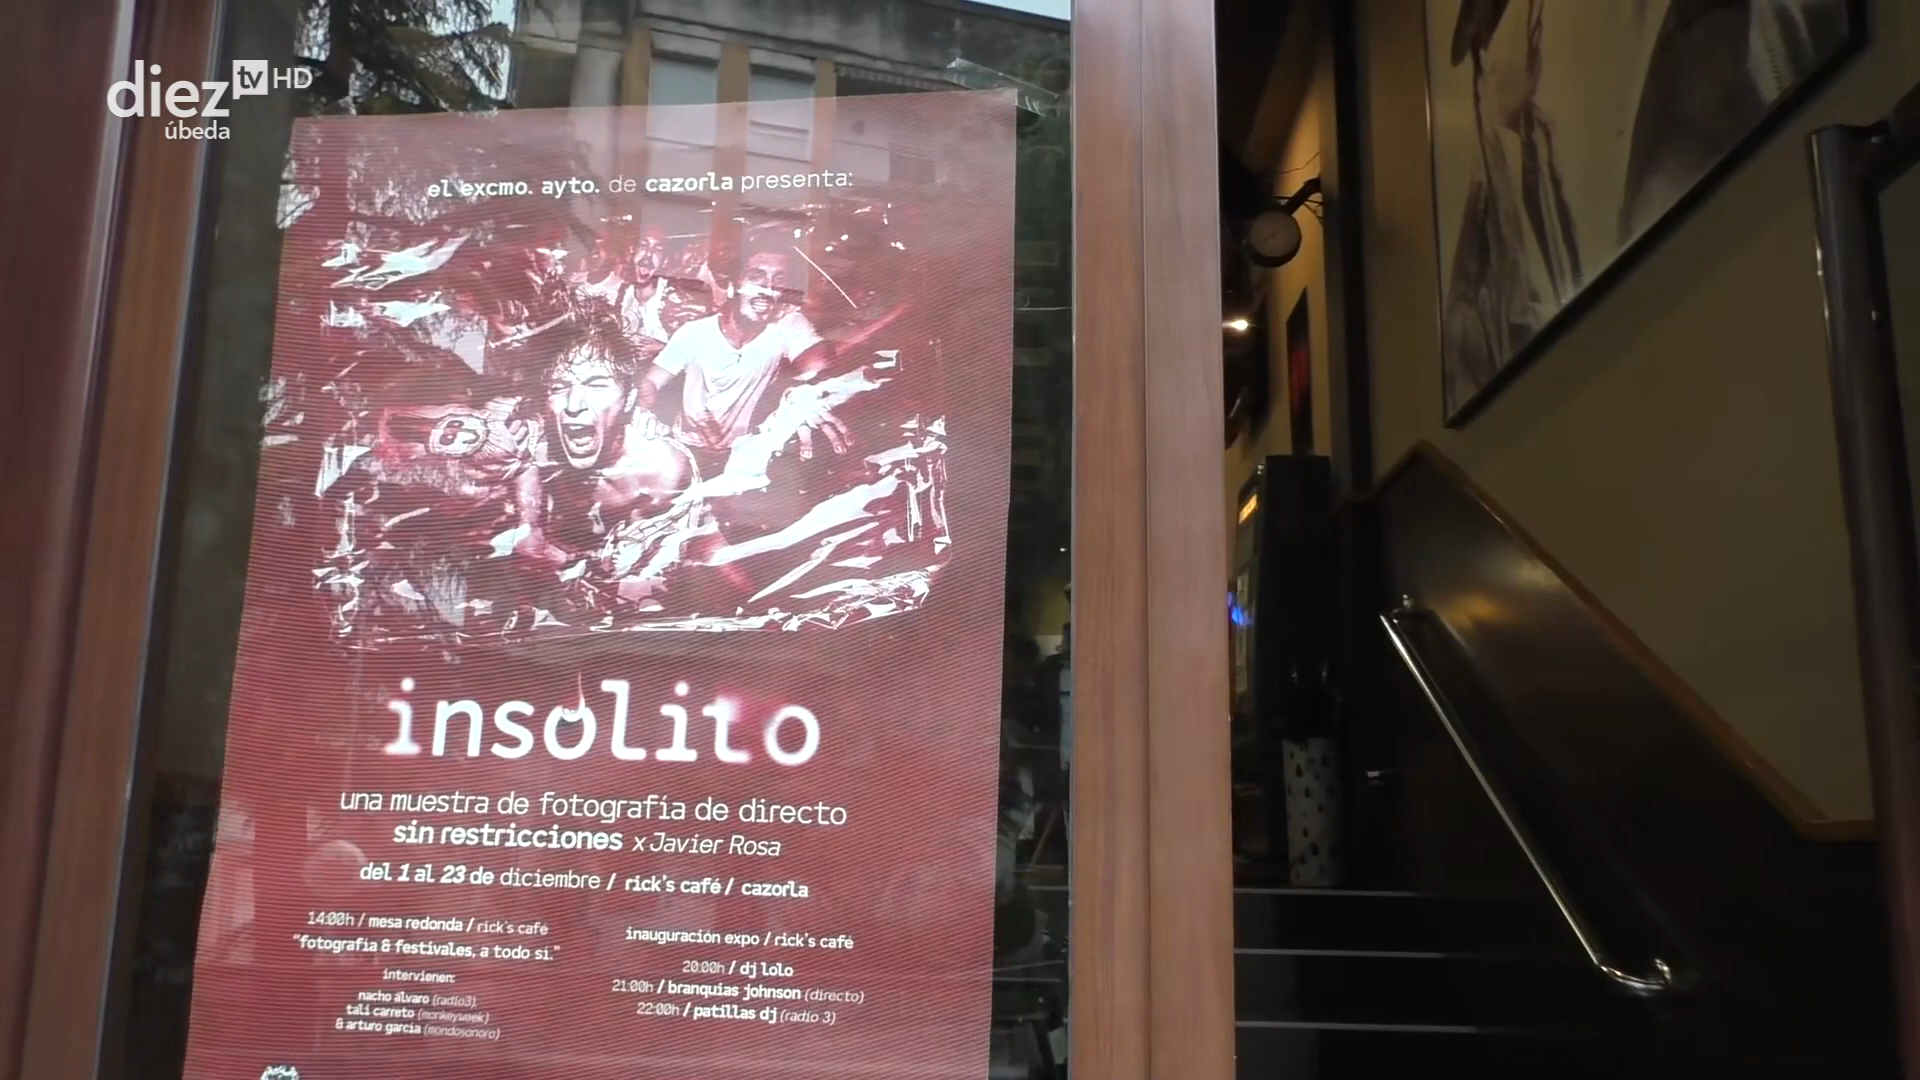 diez tv HD
úbeda
el excmo. ayto. de cazorla presenta:
insólito
una muestra de fotografía de directo
sin restricciones x Javier Rosa
del 1 al 23 de diciembre / rick's café / cazorla
14:00h / mesa redonda / rick's café
"fotografía & festivales, a todo sí."
intervienen:
nacho álvaro (radio3),
tali carreto (monkeyweek)
& arturo garcía (mondosonoro)
inauguración expo / rick's café
20:00h / dj lolo
21:00h / branquias johnson (directo)
22:00h / patillas dj (radio 3)